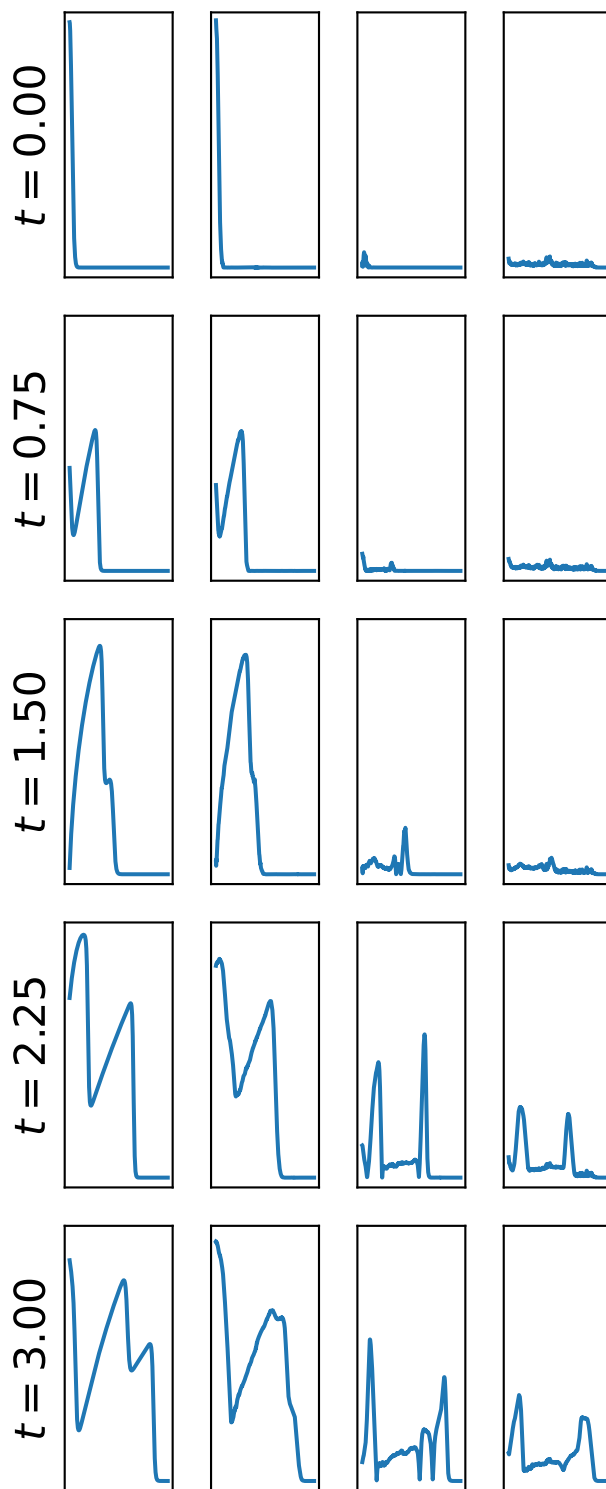 t = 0.00
t = 0.75
t = 1.50
t = 2.25
t = 3.00